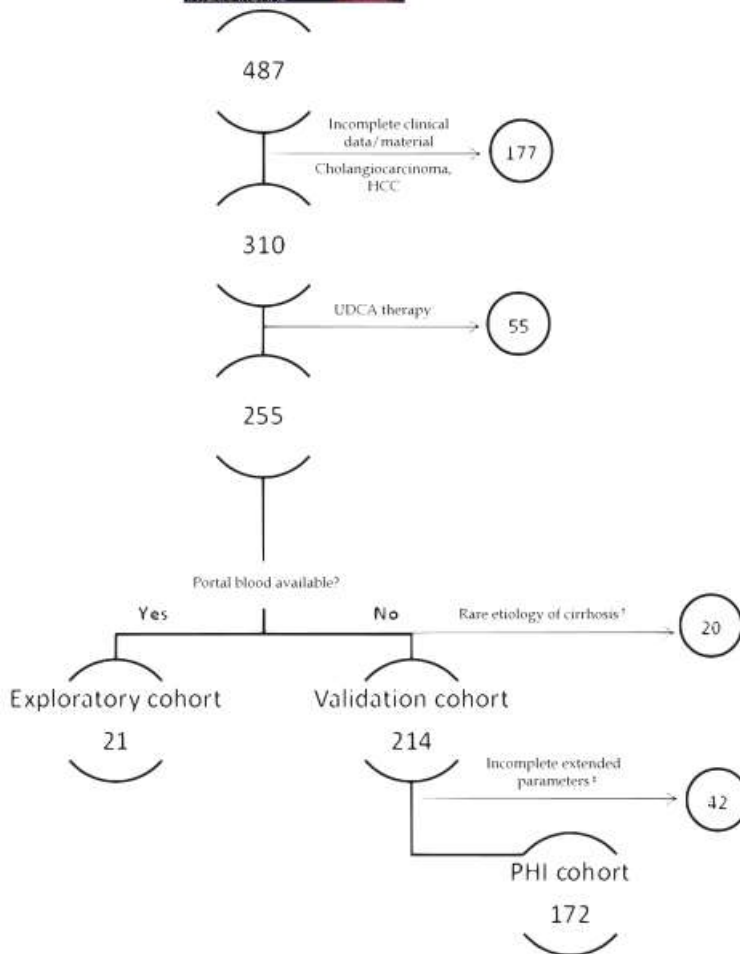 487
Incomplete clinical
data/material
177
Cholangiocarcinoma,
HCC
310
UDCA therapy
55
255
Portal blood available?
Yes
No
Rare etiology of cirrhosis †
20
Exploratory cohort
Validation cohort
21
214
Incomplete extended
parameters ‡
42
PHI cohort
172